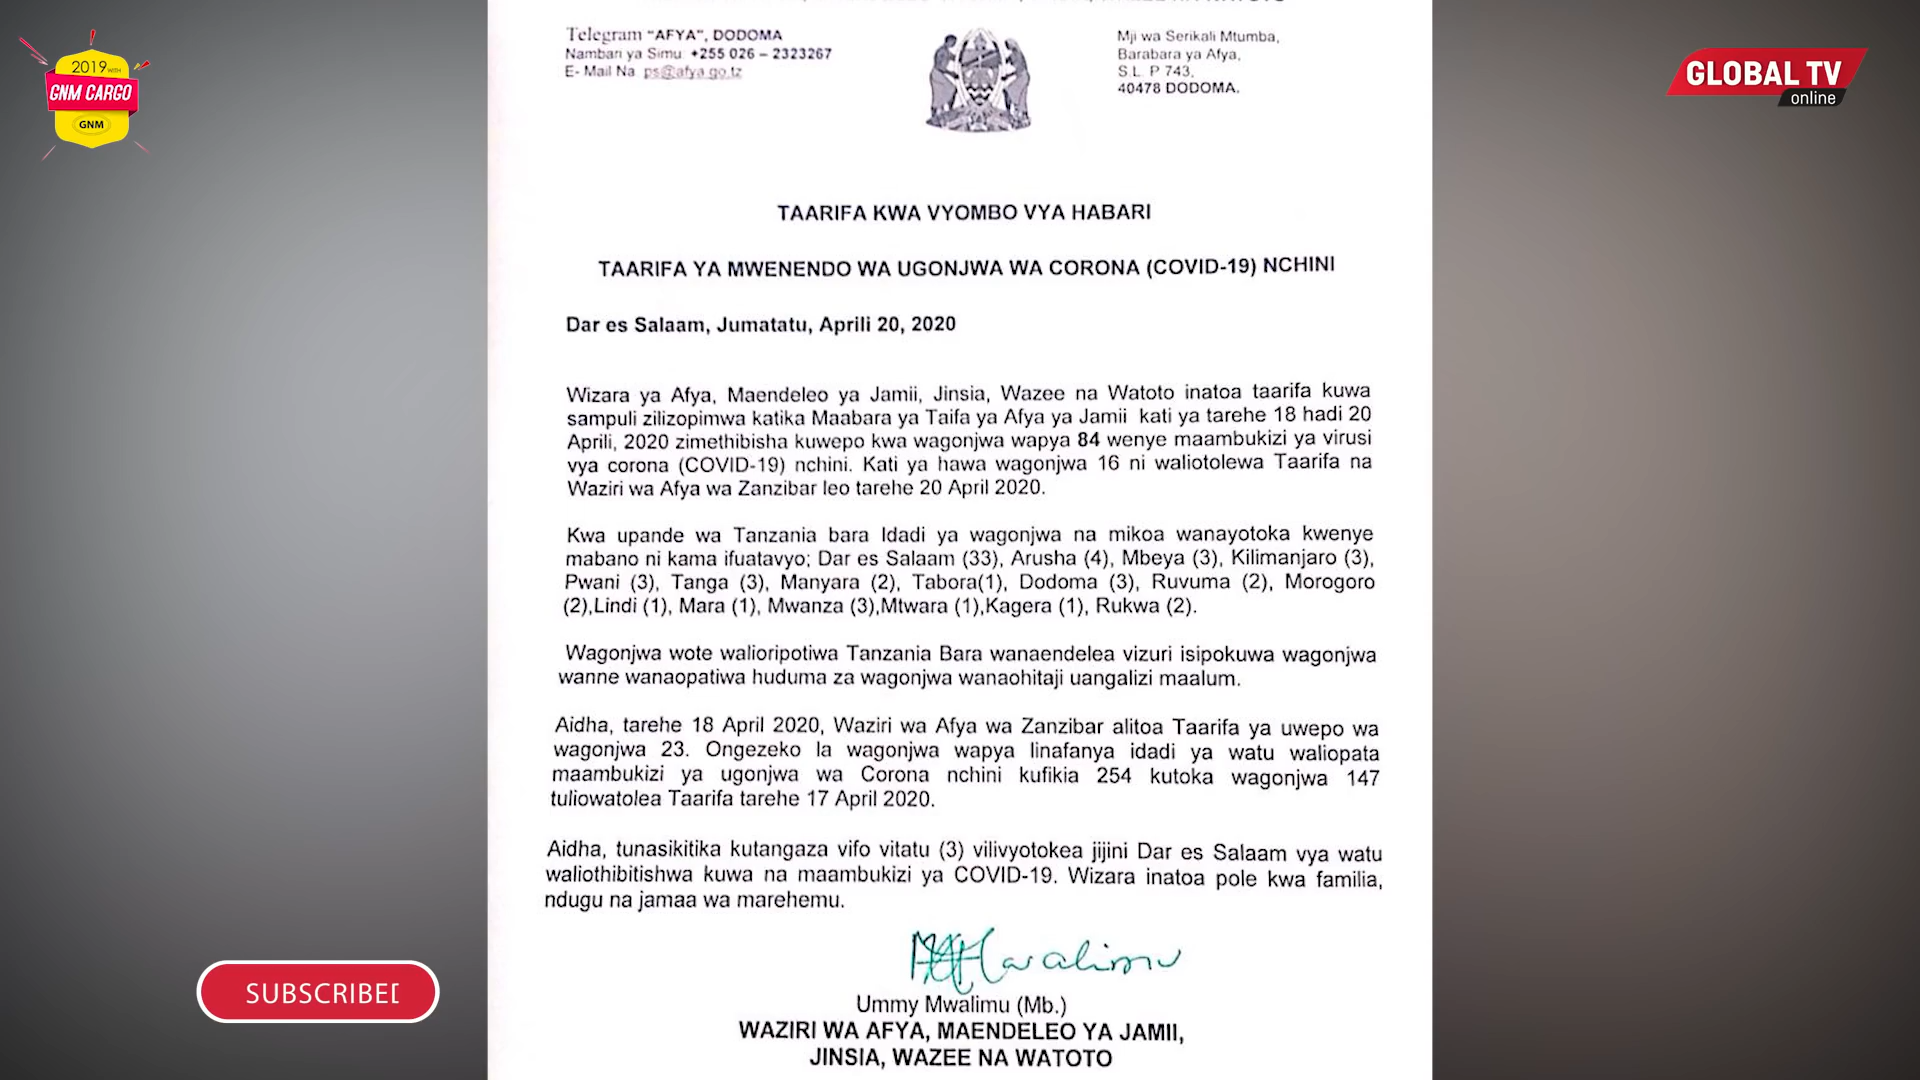 Telegram "AFYA", DODOMA
Nambari ya Simu: +255 026 – 2323267
E- Mail Na ps@afya.go.tz
Mji wa Serikali Mtumba,
Barabara ya Afya,
S.L. P 743,
40478 DODOMA.
2019 WISH
GNM CARGO
GNM
GLOBAL TV
online
TAARIFA KWA VYOMBO VYA HABARI
TAARIFA YA MWENENDO WA UGONJWA WA CORONA (COVID-19) NCHINI
Dar es Salaam, Jumatatu, Aprili 20, 2020
Wizara ya Afya, Maendeleo ya Jamii, Jinsia, Wazee na Watoto inatoa taarifa kuwa
sampuli zilizopimwa katika Maabara ya Taifa ya Afya ya Jamii kati ya tarehe 18 hadi 20
Aprili, 2020 zimethibisha kuwepo kwa wagonjwa wapya 84 wenye maambukizi ya virusi
vya corona (COVID-19) nchini. Kati ya hawa wagonjwa 16 ni waliotolewa Taarifa na
Waziri wa Afya wa Zanzibar leo tarehe 20 April 2020.
Kwa upande wa Tanzania bara Idadi ya wagonjwa na mikoa wanayotoka kwenye
mabano ni kama ifuatavyo; Dar es Salaam (33), Arusha (4), Mbeya (3), Kilimanjaro (3),
Pwani (3), Tanga (3), Manyara (2), Tabora(1), Dodoma (3), Ruvuma (2), Morogoro
(2),Lindi (1), Mara (1), Mwanza (3),Mtwara (1),Kagera (1), Rukwa (2).
Wagonjwa wote walioripotiwa Tanzania Bara wanaendelea vizuri isipokuwa wagonjwa
wanne wanaopatiwa huduma za wagonjwa wanaohitaji uangalizi maalum.
Aidha, tarehe 18 April 2020, Waziri wa Afya wa Zanzibar alitoa Taarifa ya uwepo wa
wagonjwa 23. Ongezeko la wagonjwa wapya linafanya idadi ya watu waliopata
maambukizi ya ugonjwa wa Corona nchini kufikia 254 kutoka wagonjwa 147
tuliowatolea Taarifa tarehe 17 April 2020.
Aidha, tunasikitika kutangaza vifo vitatu (3) vilivyotokea jijini Dar es Salaam vya watu
waliothibitishwa kuwa na maambukizi ya COVID-19. Wizara inatoa pole kwa familia,
ndugu na jamaa wa marehemu.
Ummy Mwalimu (Mb.)
WAZIRI WA AFYA, MAENDELEO YA JAMII,
JINSIA, WAZEE NA WATOTO
SUBSCRIBED